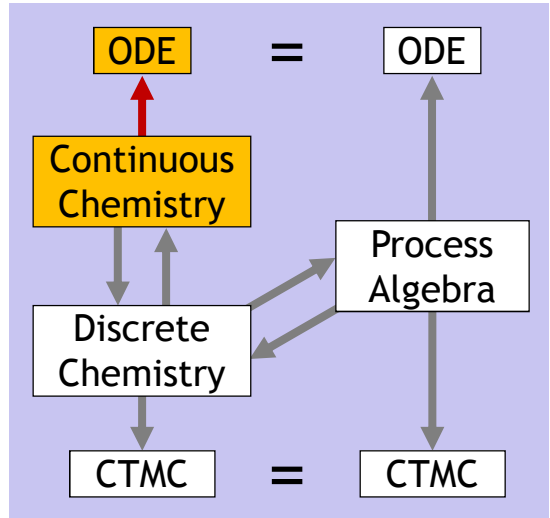 ODE = ODE
Continuous
Chemistry
Process
Algebra
Discrete
Chemistry
CTMC = CTMC